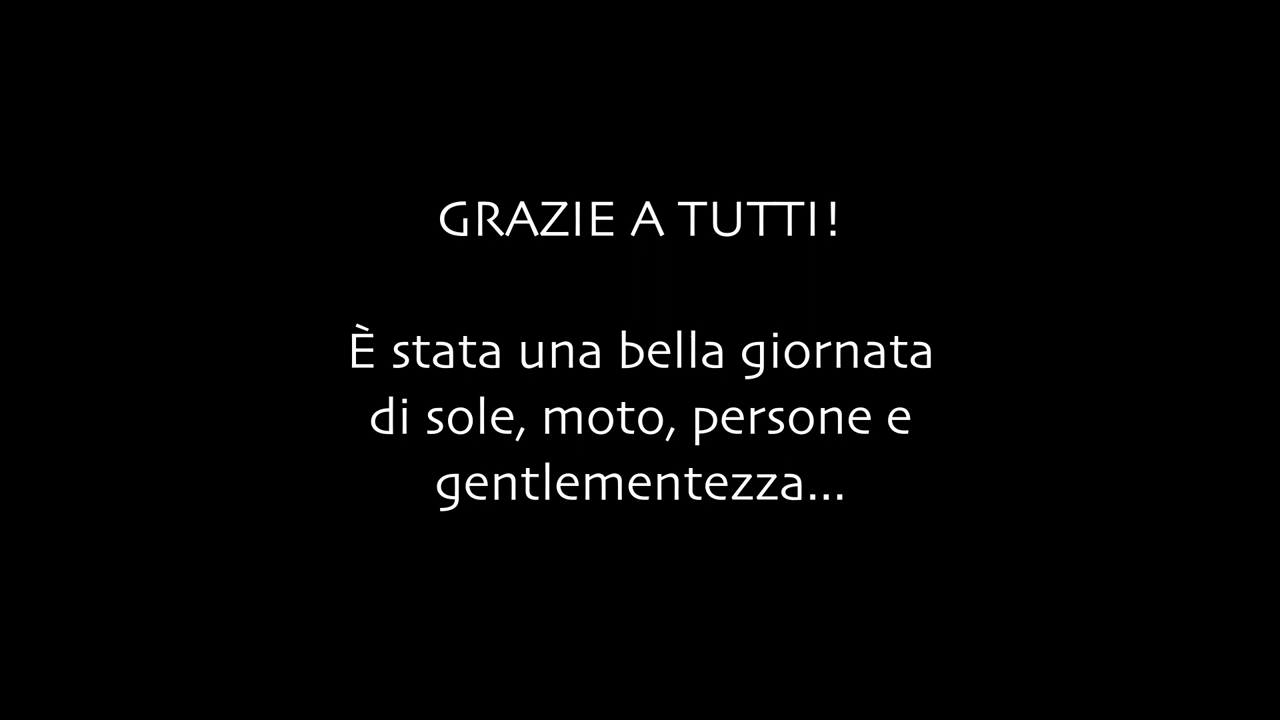 GRAZIE A TUTTI!
È stata una bella giornata
di sole, moto, persone e
gentlementezza...